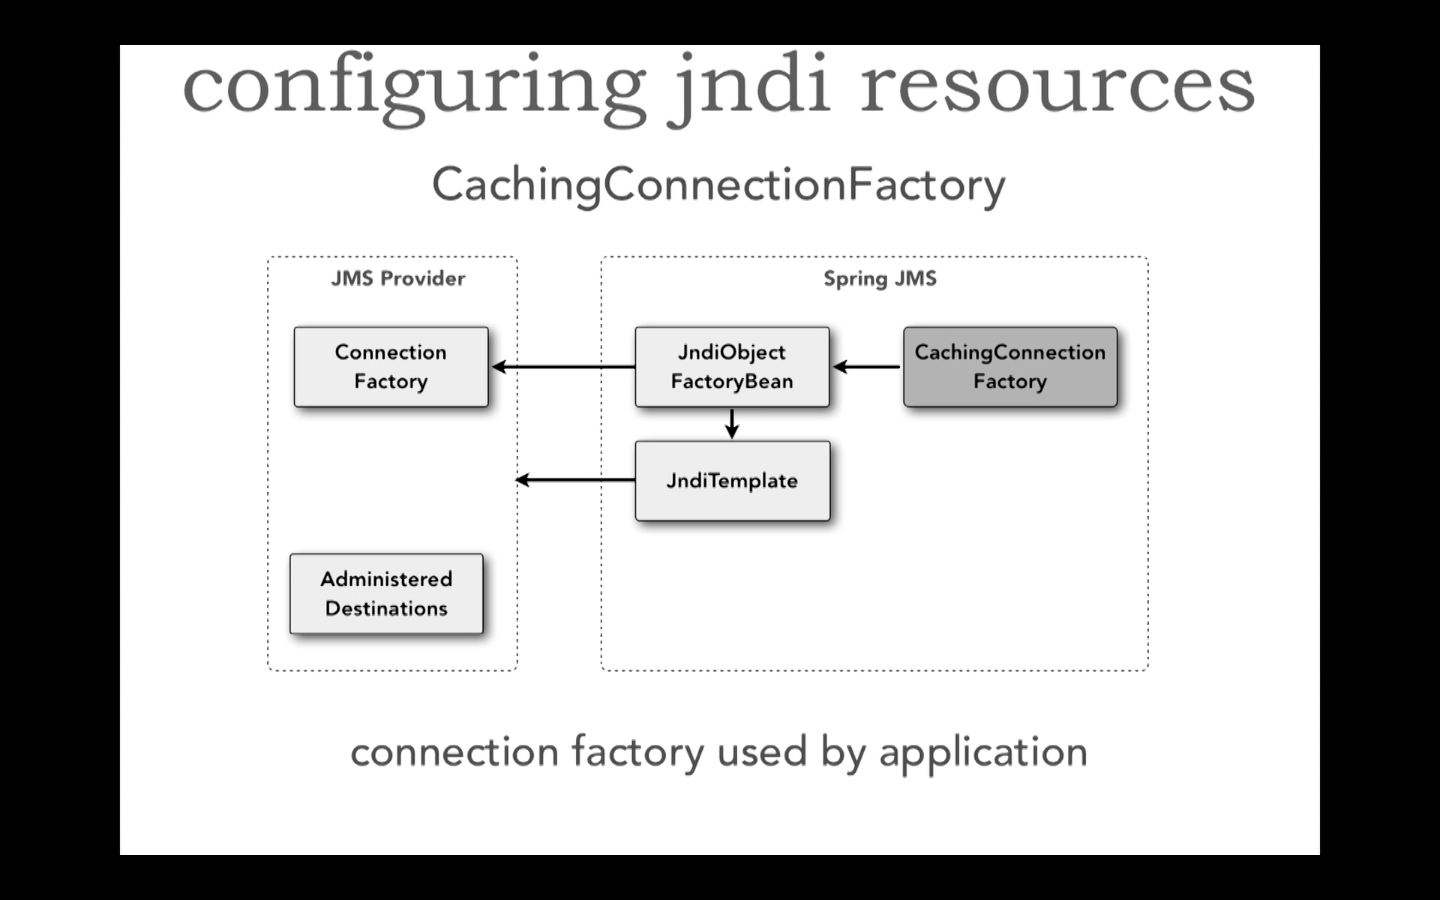 configuring jndi resources
CachingConnectionFactory
JMS Provider
Spring JMS
Connection
Factory
JndiObject
FactoryBean
CachingConnection
Factory
JndiTemplate
Administered
Destinations
connection factory used by application